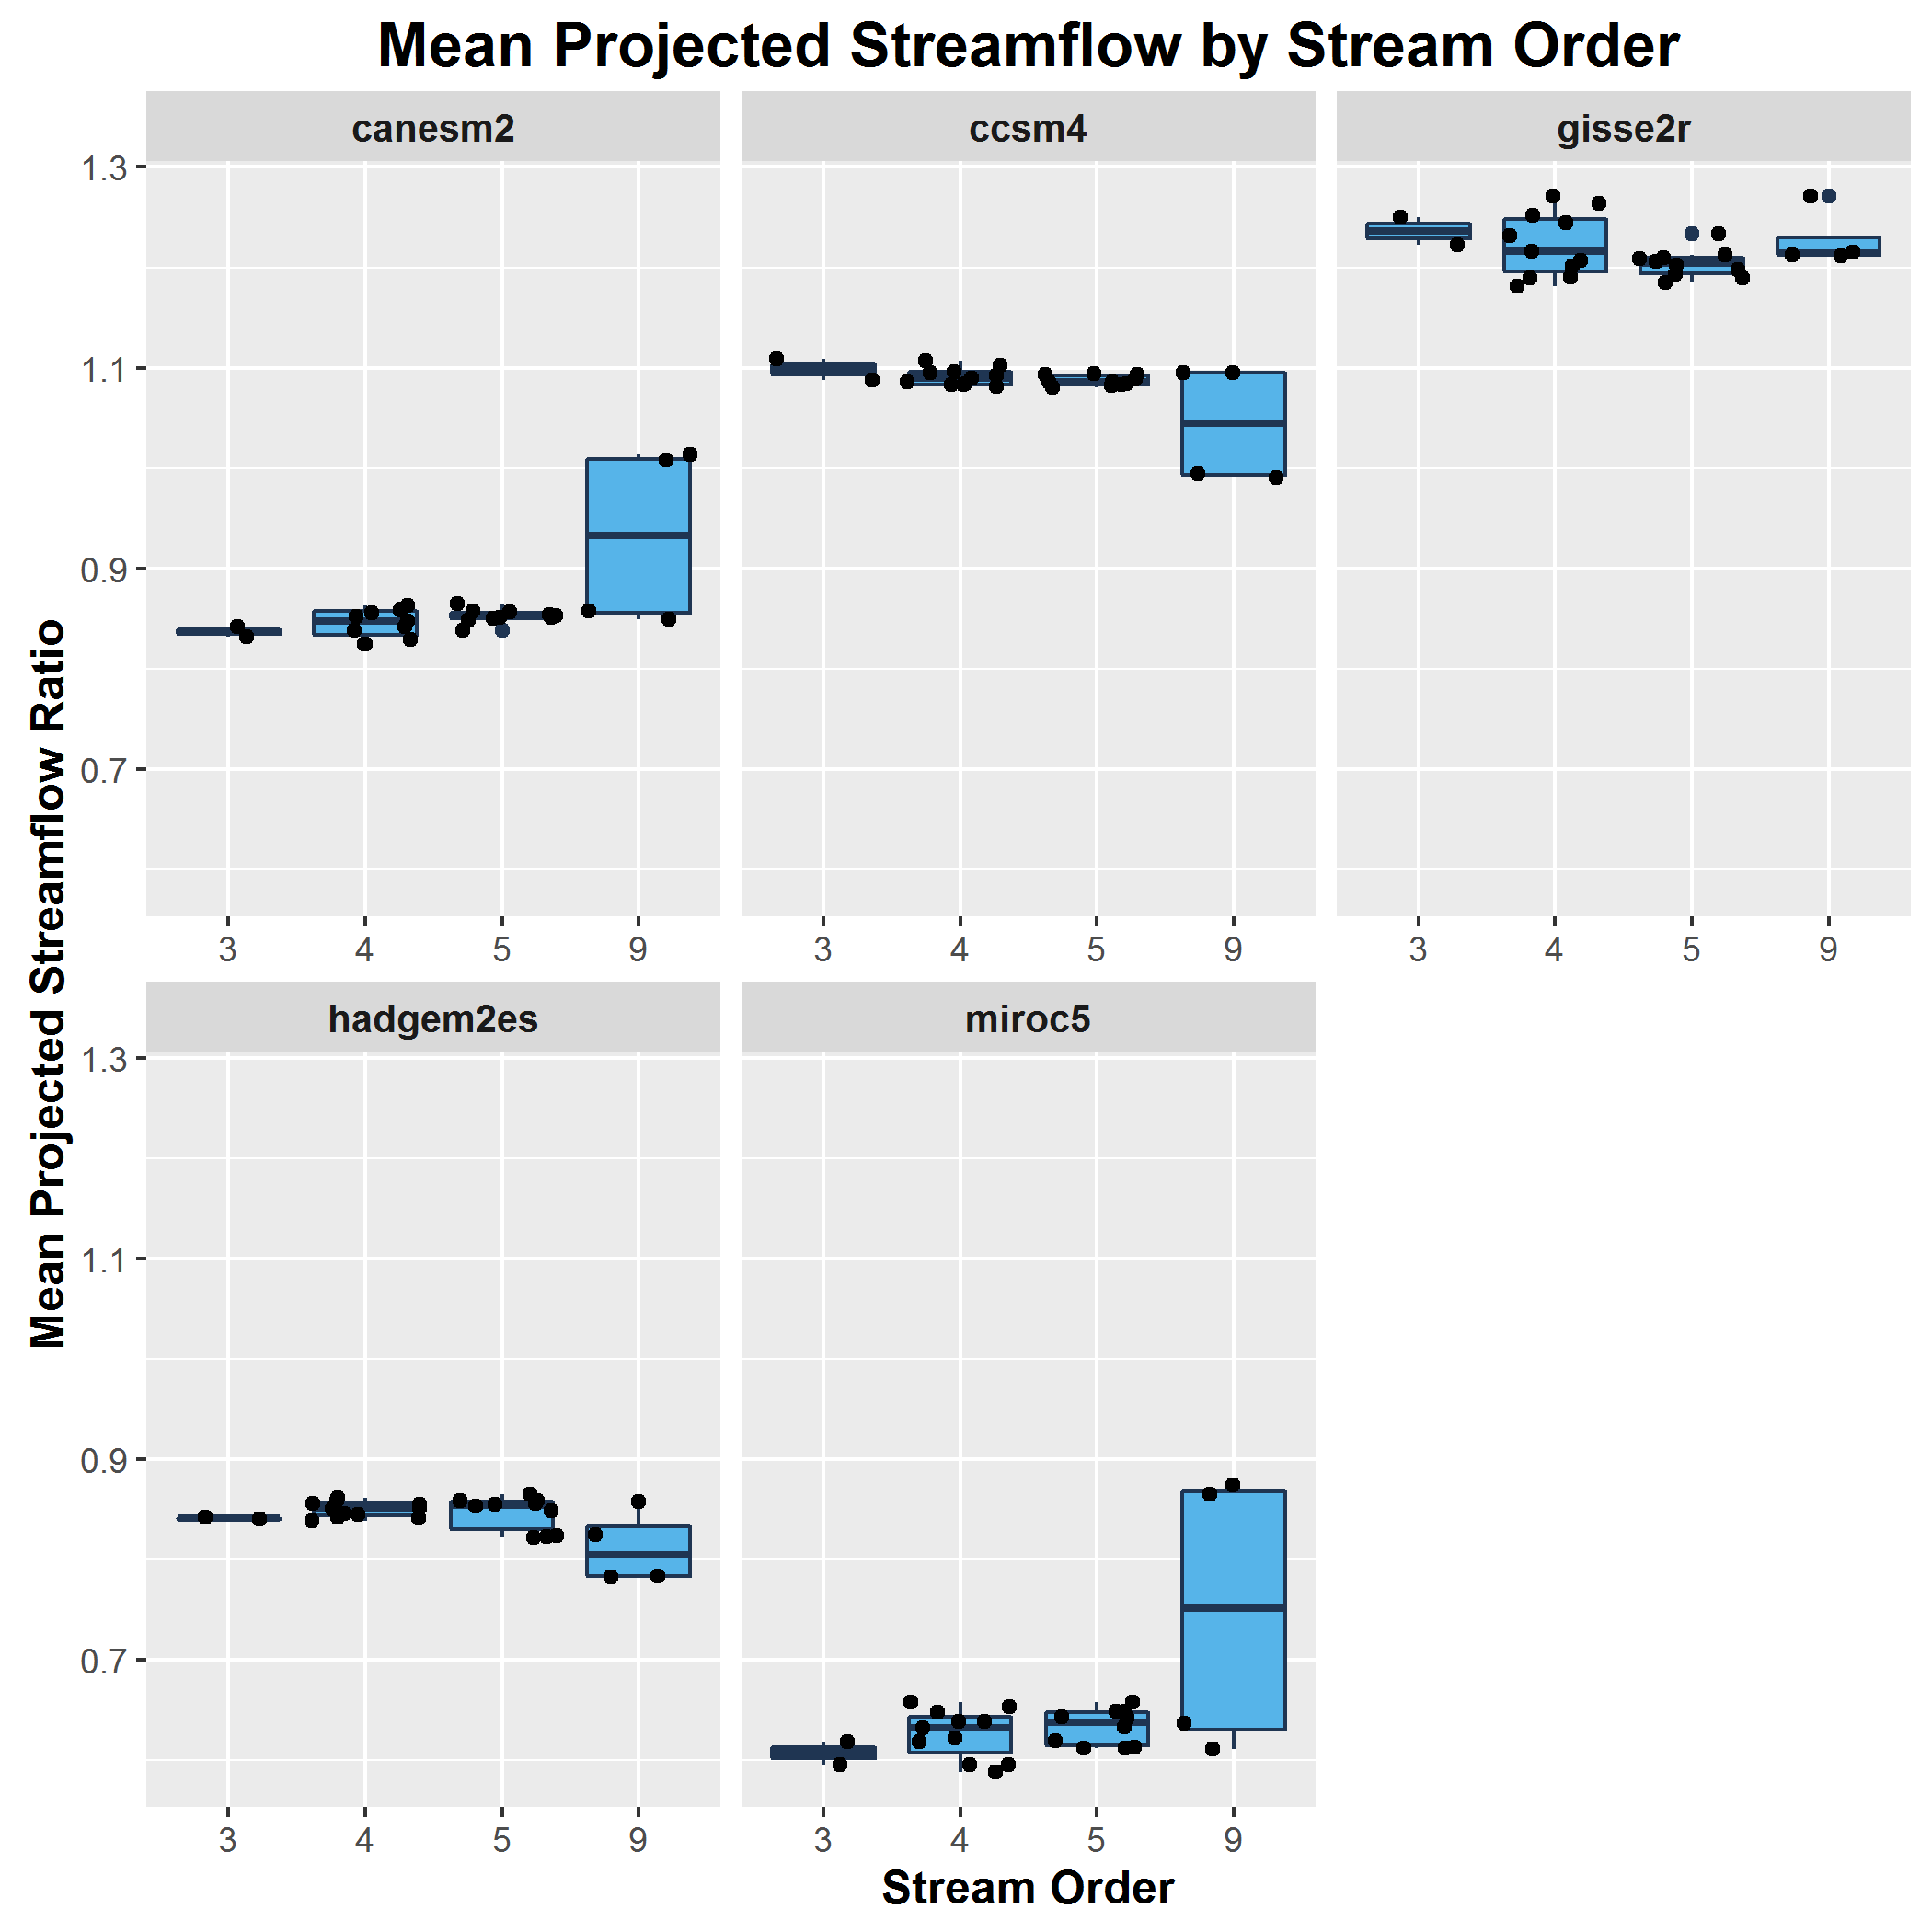 Mean Projected Streamflow by Stream Order
canesm2 ccsm4 gisse2r
1.3
1.1
0.9
0.7
3 4 5 9 3 4 5 9 3 4 5 9
Mean Projected Streamflow Ratio
hadgem2es miroc5
1.3
1.1
0.9
0.7
3 4 5 9 3 4 5 9
Stream Order